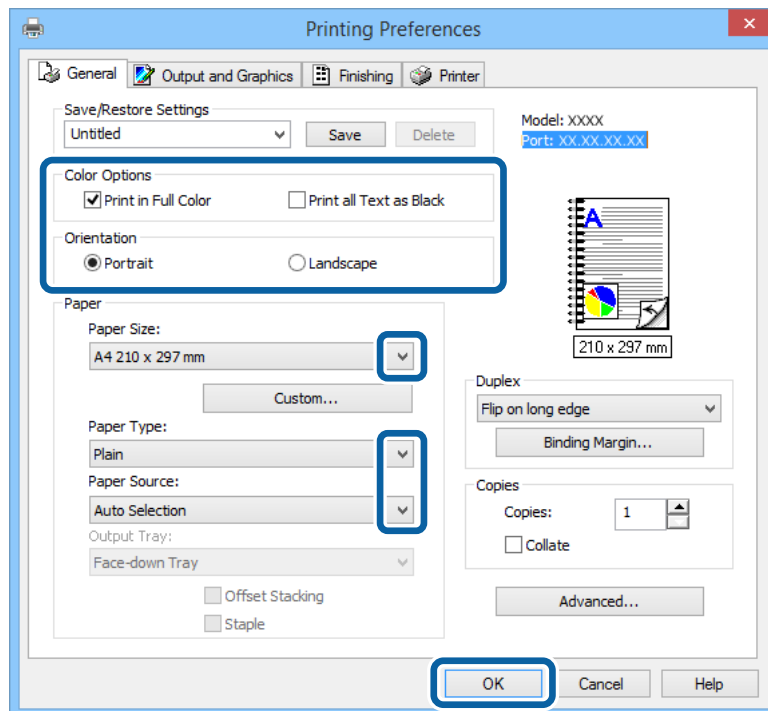 Printing Preferences
General Output and Graphics Finishing Printer
Save/Restore Settings
Untitled Save Delete
Model: XXXX
Port: XX.XX.XX.XX
Color Options
Print in Full Color Print all Text as Black
Orientation
Portrait Landscape
A
210 x 297 mm
Paper
Paper Size:
A4 210 x 297 mm
Custom...
Paper Type:
Plain
Paper Source:
Auto Selection
Output Tray:
Face-down Tray
Offset Stacking
Staple
Duplex
Flip on long edge
Binding Margin...
Copies
Copies: 1
Collate
Advanced...
OK Cancel Help